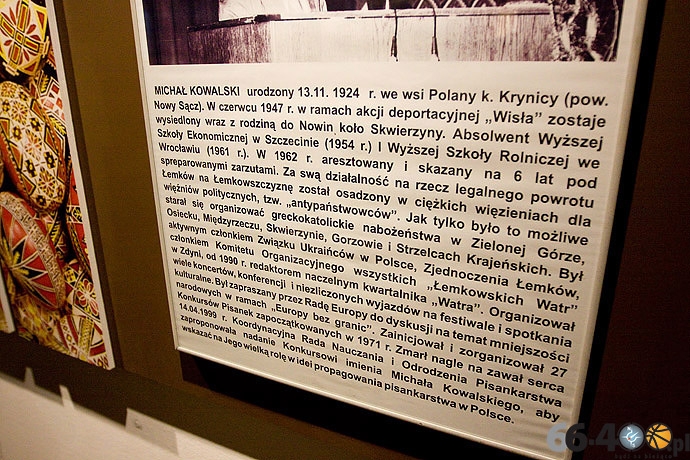 MICHAŁ KOWALSKI urodzony 13.11. 1924 r. we wsi Polany k. Krynicy (pow.
Nowy Sącz). W czerwcu 1947 r. w ramach akcji deportacyjnej „Wisła" zostaje
wysiedlony wraz z rodziną do Nowin koło Skwierzyny. Absolwent Wyższej
Szkoły Ekonomicznej w Szczecinie (1954 r.) I Wyższej Szkoły Rolniczej we
Wrocławiu (1961 r.). W 1962 r. aresztowany i skazany na 6 lat pod
spreparowanymi zarzutami. Za swą działalność na rzecz legalnego powrotu
Łemków na Łemkowszczyznę został osadzony w ciężkich więzieniach dla
więźniów politycznych, tzw. „antypaństwowców". Jak tylko było to możliwe
starał się organizować greckokatolickie nabożeństwa w Zielonej Górze,
Osiecku, Międzyrzeczu, Skwierzynie, Gorzowie i Strzelcach Krajeńskich. Był
aktywnym członkiem Związku Ukraińców w Polsce, Zjednoczenia Łemków,
członkiem Komitetu Organizacyjnego wszystkich „Łemkowskich Watr"
w Zdyni, od 1990 r. redaktorem naczelnym kwartalnika „Watra". Organizował
wiele koncertów, konferencji i niezliczonych wyjazdów na festiwale i spotkania
kulturalne. Był zapraszany przez Radę Europy do dyskusji na temat mniejszości
narodowych w ramach „Europy bez granic". Zainicjował i zorganizował 27
Konkursów Pisanek zapoczątkowanych w 1971 r. Zmarł nagle na zawał serca
14.04.1999 r. Koordynacyjna Rada Nauczania i Odrodzenia Pisankarstwa
zaproponowała nadanie Konkursowi imienia Michała Kowalskiego, aby
wskazać na Jego wielką rolę w idei propagowania pisankarstwa w Polsce.
66-400.pl